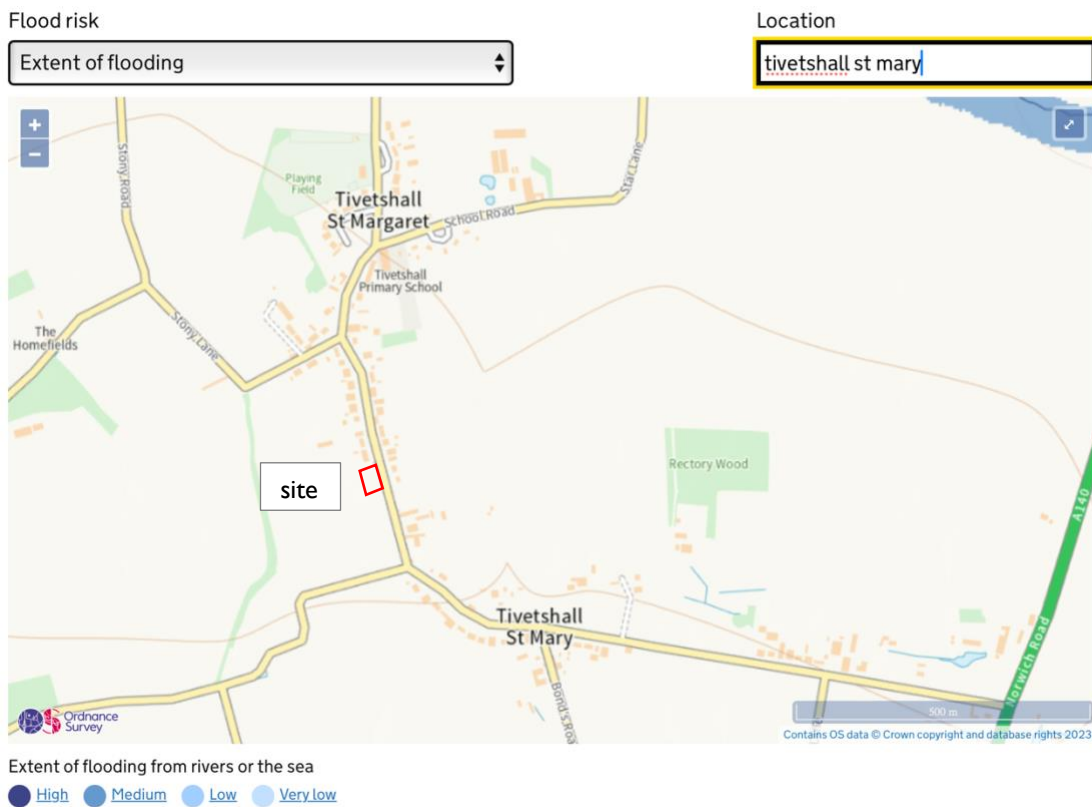 Flood risk
Location
Extent of flooding
tivetshall st mary
+
−
Stony Road
Playing
Field
Tivetshall
St Margaret
School Road
Star Lane
Tivetshall
Primary School
The
Homefields
Stony Lane
site
Rectory Wood
A140
Tivetshall
St Mary
Bond's Roa
Norwich Road
Ordnance
Survey
500 m
Contains OS data © Crown copyright and database rights 2023
Extent of flooding from rivers or the sea
High
Medium
Low
Very low